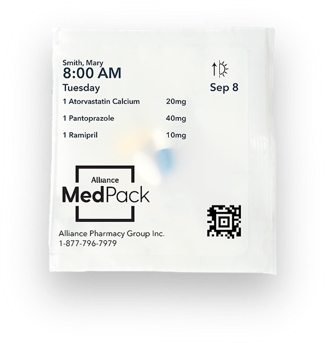 Smith, Mary
8:00 AM
Tuesday Sep 8
1 Atorvastatin Calcium 20mg
1 Pantoprazole 40mg
1 Ramipril 10mg
Alliance
MedPack
Alliance Pharmacy Group Inc.
1-877-796-7979